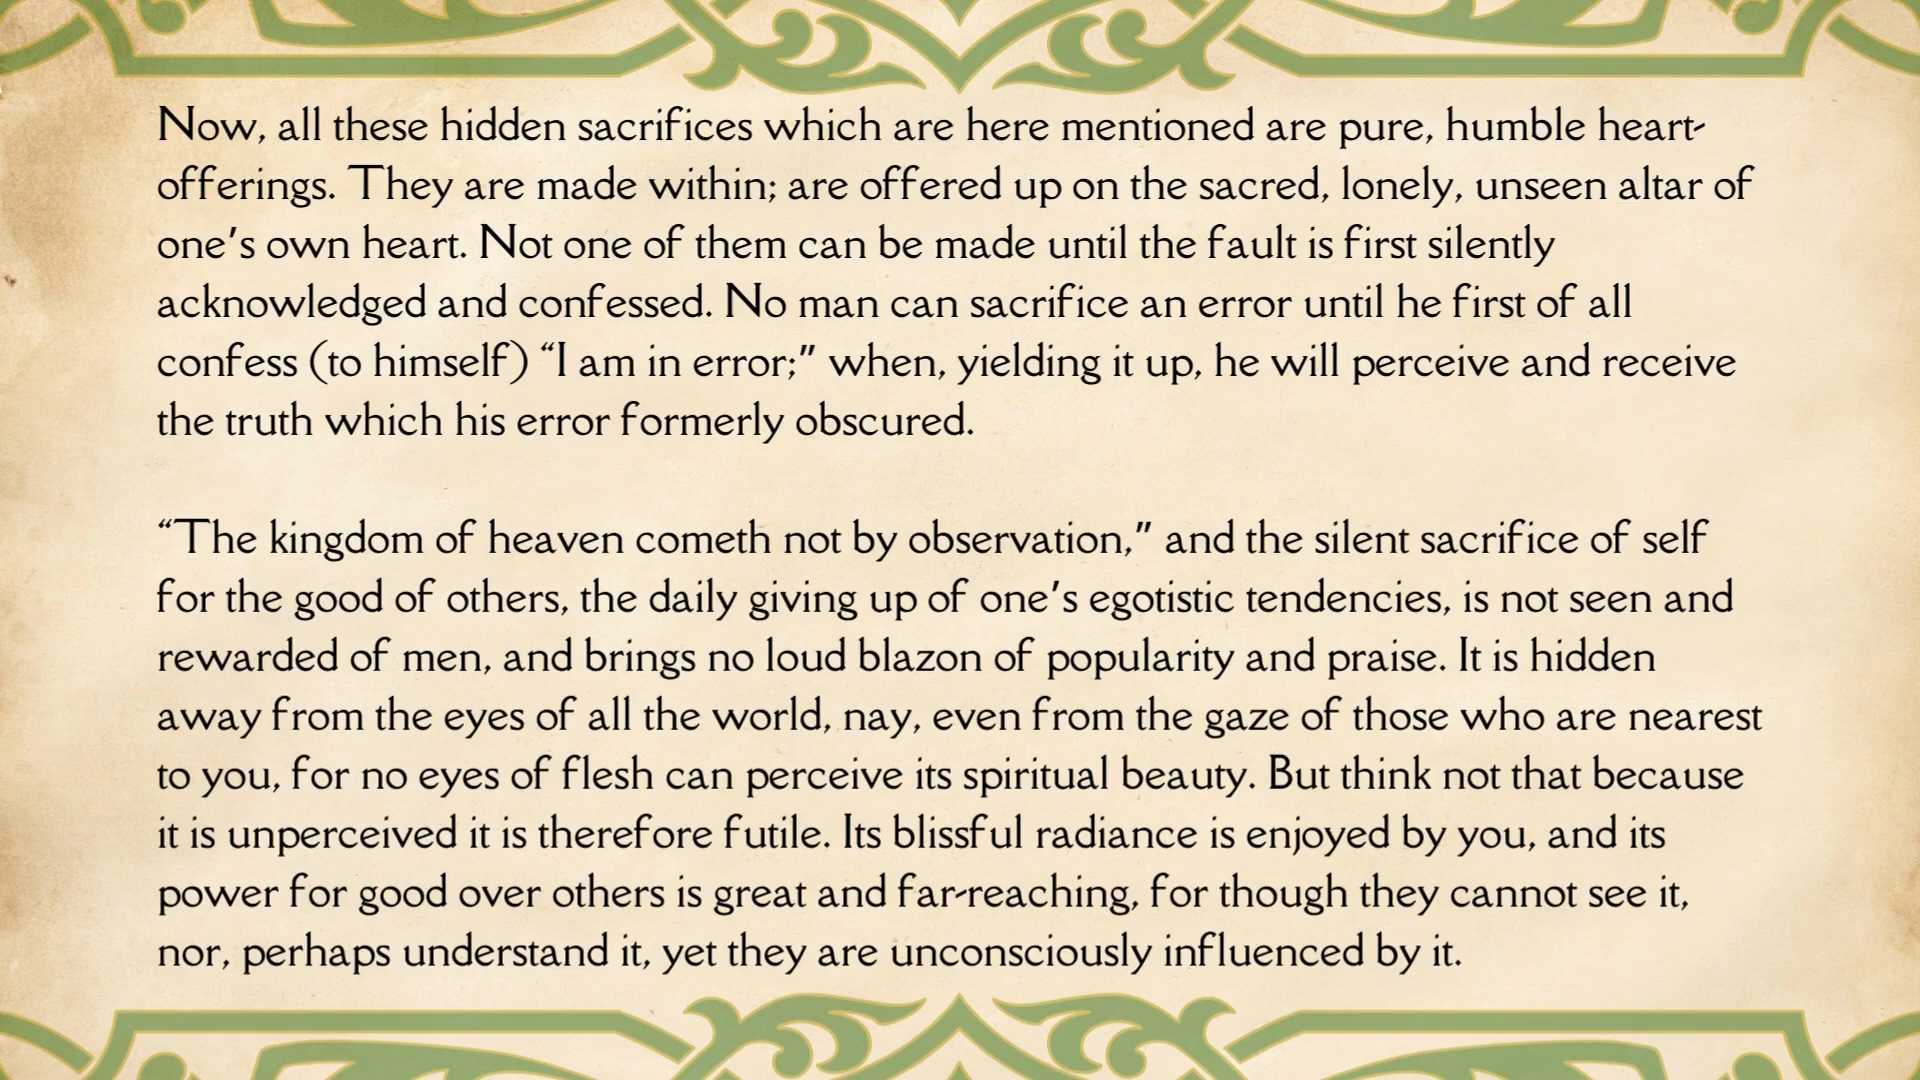 Now, all these hidden sacrifices which are here mentioned are pure, humble heart-
offerings. They are made within; are offered up on the sacred, lonely, unseen altar of
one's own heart. Not one of them can be made until the fault is first silently
acknowledged and confessed. No man can sacrifice an error until he first of all
confess (to himself) “I am in error;" when, yielding it up, he will perceive and receive
the truth which his error formerly obscured.
“The kingdom of heaven cometh not by observation," and the silent sacrifice of self
for the good of others, the daily giving up of one's egotistic tendencies, is not seen and
rewarded of men, and brings no loud blazon of popularity and praise. It is hidden
away from the eyes of all the world, nay, even from the gaze of those who are nearest
to you, for no eyes of flesh can perceive its spiritual beauty. But think not that because
it is unperceived it is therefore futile. Its blissful radiance is enjoyed by you, and its
power for good over others is great and far-reaching, for though they cannot see it,
nor, perhaps understand it, yet they are unconsciously influenced by it.